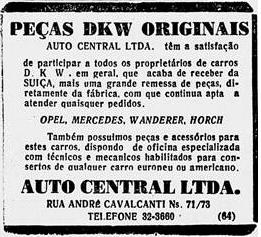 PEÇAS DKW ORIGINAIS
AUTO CENTRAL LTDA. têm a satisfação
de participar a todos os proprietários de carros
D. K. W. em geral, que acaba de receber da
SUIÇA, mais uma grande remessa de peças, di-
retamente da fábrica, com que continua apta a
atender quaisquer pedidos.
OPEL, MERCEDES, WANDERER, HORCH
Também possuimos peças e acessórios para
estes carros, dispondo de oficina especializada
com técnicos e mecanicos habilitados para con-
sertos de qualquer carro europeu ou americano.
AUTO CENTRAL LTDA.
RUA ANDRÉ CAVALCANTI Ns. 71/73
TELEFONE 32-3660 (64)